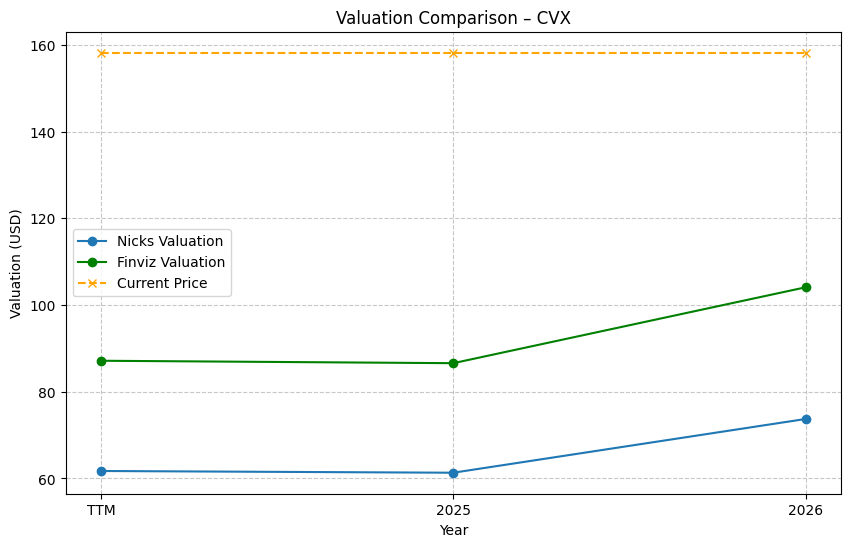 Valuation Comparison – CVX
160
140
120
100
80
60
Valuation (USD)
Nicks Valuation
Finviz Valuation
Current Price
TTM
2025
2026
Year